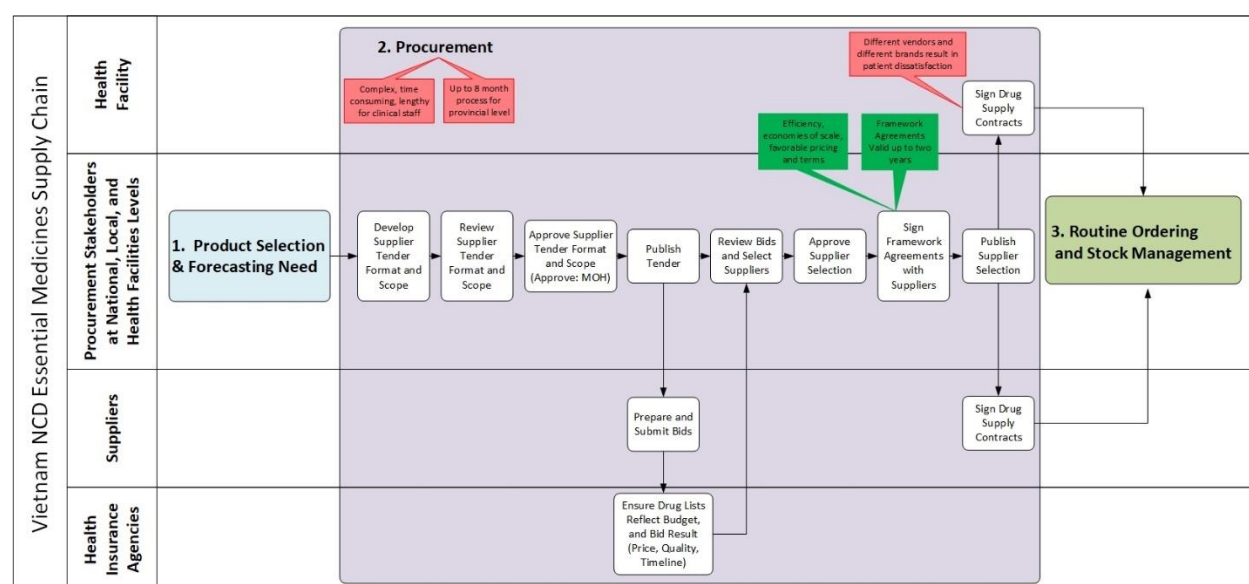 Vietnam NCD Essential Medicines Supply Chain
Health
Facility
2. Procurement
Complex, time
consuming, lengthy
for clinical staff
Up to 8 month
process for
provincial level
Different vendors and
different brands result in
patient dissatisfaction
Sign Drug
Supply
Contracts
Efficiency,
economies of scale,
favorable pricing
and terms
Framework
Agreements
Valid up to two
years
Procurement Stakeholders
at National, Local, and
Health Facilities Levels
1. Product Selection
& Forecasting Need
Develop
Supplier
Tender
Format and
Scope
Review
Supplier
Tender
Format and
Scope
Approve Supplier
Tender Format
and Scope
(Approve: MOH)
Publish
Tender
Review Bids
and Select
Suppliers
Approve
Supplier
Selection
Sign
Framework
Agreements
with
Suppliers
Publish
Supplier
Selection
3. Routine Ordering
and Stock Management
Suppliers
Prepare and
Submit Bids
Sign Drug
Supply
Contracts
Health
Insurance
Agencies
Ensure Drug Lists
Reflect Budget,
and Bid Result
(Price, Quality,
Timeline)